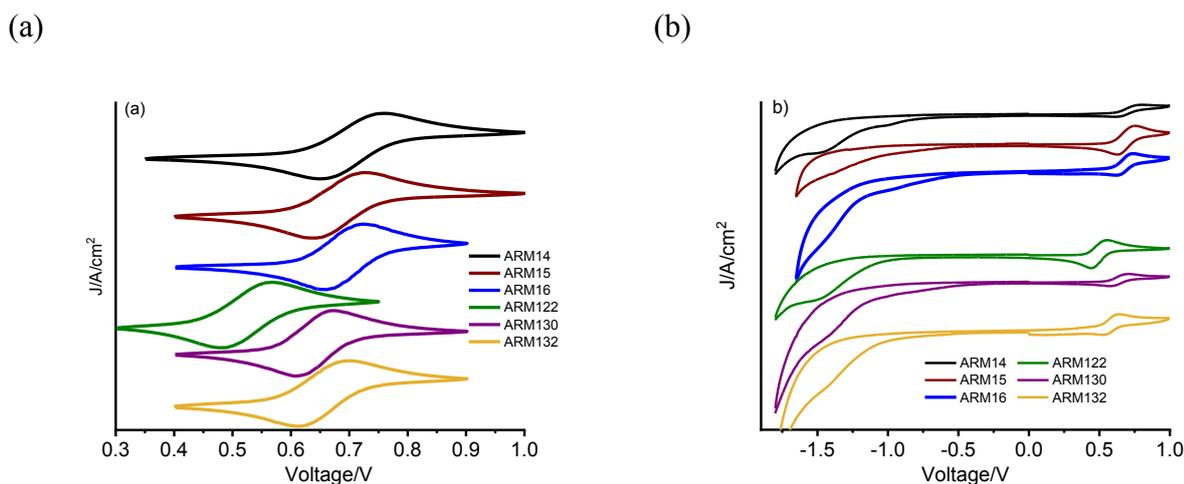 (a)
(b)
(a)
J/A/cm²
ARM14
ARM15
ARM16
ARM122
ARM130
ARM132
0.3 0.4 0.5 0.6 0.7 0.8 0.9 1.0
Voltage/V
b)
J/A/cm²
ARM14 ARM122
ARM15 ARM130
ARM16 ARM132
-1.5 -1.0 -0.5 0.0 0.5 1.0
Voltage/V